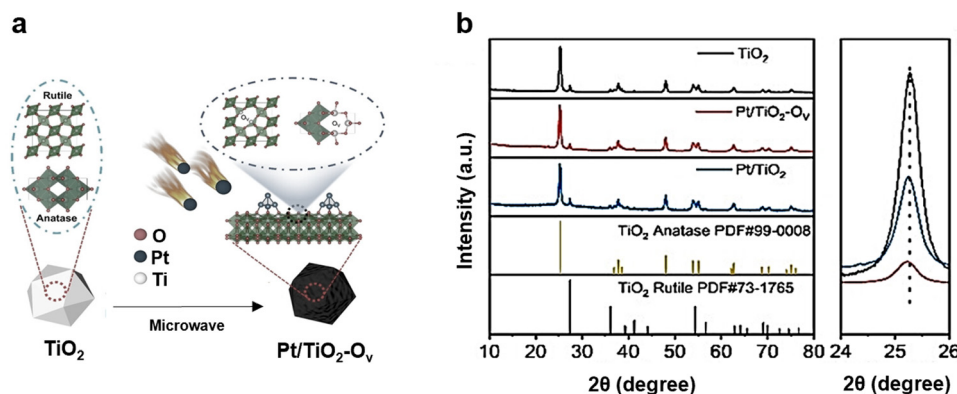 a
Rutile
Anatase
TiO₂
O
Pt
Ti
Microwave
Oᵥ
Oᵥ
Pt/TiO₂-Oᵥ
b
Intensity (a.u.)
TiO₂
Pt/TiO₂-Oᵥ
Pt/TiO₂
TiO₂ Anatase PDF#99-0008
TiO₂ Rutile PDF#73-1765
10 20 30 40 50 60 70 80
2θ (degree)
24 25 26
2θ (degree)